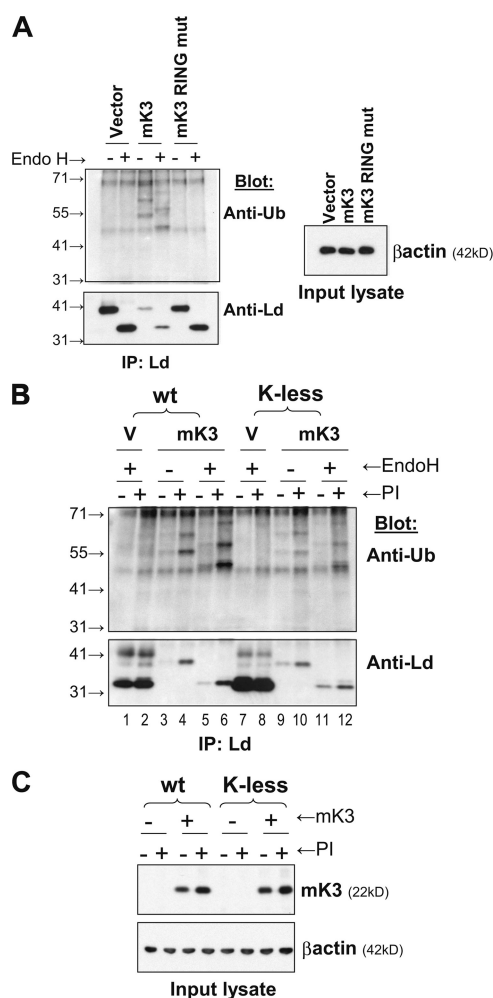 A
Vector
mK3
mK3 RING mut
Endo H→ - + - + - +
71→
55→
41→
31→
Blot:
Anti-Ub
41→
31→
Anti-Ld
IP: Ld
Vector
mK3
mK3 RING mut
βactin (42kD)
Input lysate
B
wt K-less
V mK3 V mK3
+ - + + - + ←EndoH
- + - + - + - + - + - + ←PI
71→
55→
41→
31→
Blot:
Anti-Ub
41→
31→
Anti-Ld
1 2 3 4 5 6 7 8 9 10 11 12
IP: Ld
C
wt K-less
- + - + ←mK3
- + - + - + - + ←PI
mK3 (22kD)
βactin (42kD)
Input lysate